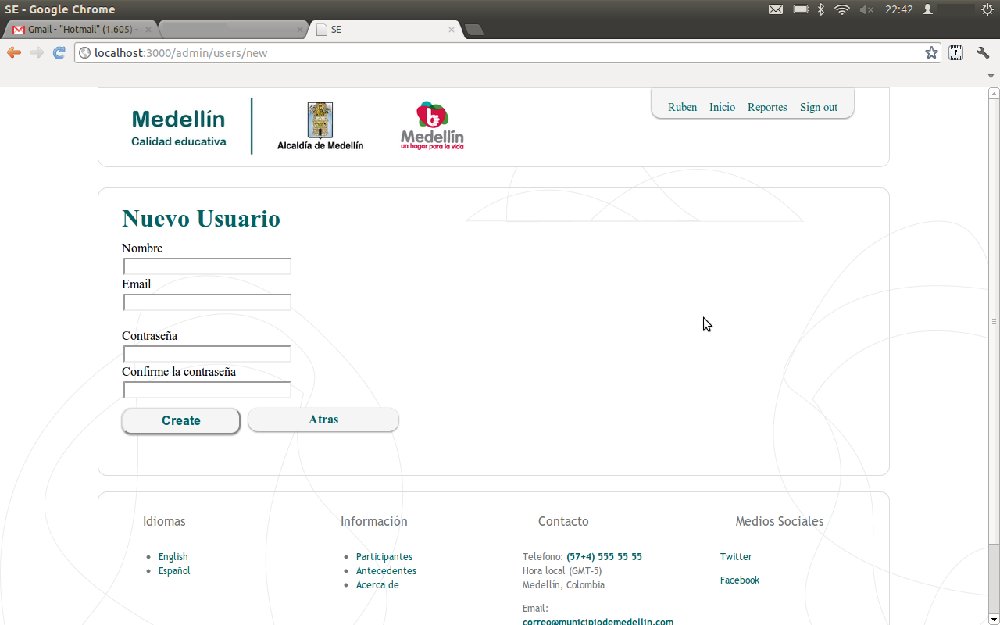 SE - Google Chrome
22:42
Gmail - "Hotmail" (1.605) -
SE
localhost:3000/admin/users/new
Medellín
Calidad educativa
Alcaldía de Medellín
Medellín
un hogar para la vida
Ruben Inicio Reportes Sign out
Nuevo Usuario
Nombre
Email
Contraseña
Confirme la contraseña
Create Atras
Idiomas
English
Español
Información
Participantes
Antecedentes
Acerca de
Contacto
Telefono: (57+4) 555 55 55
Hora local (GMT-5)
Medellín, Colombia
Email:
correo@municipiodemedellin.com
Medios Sociales
Twitter
Facebook